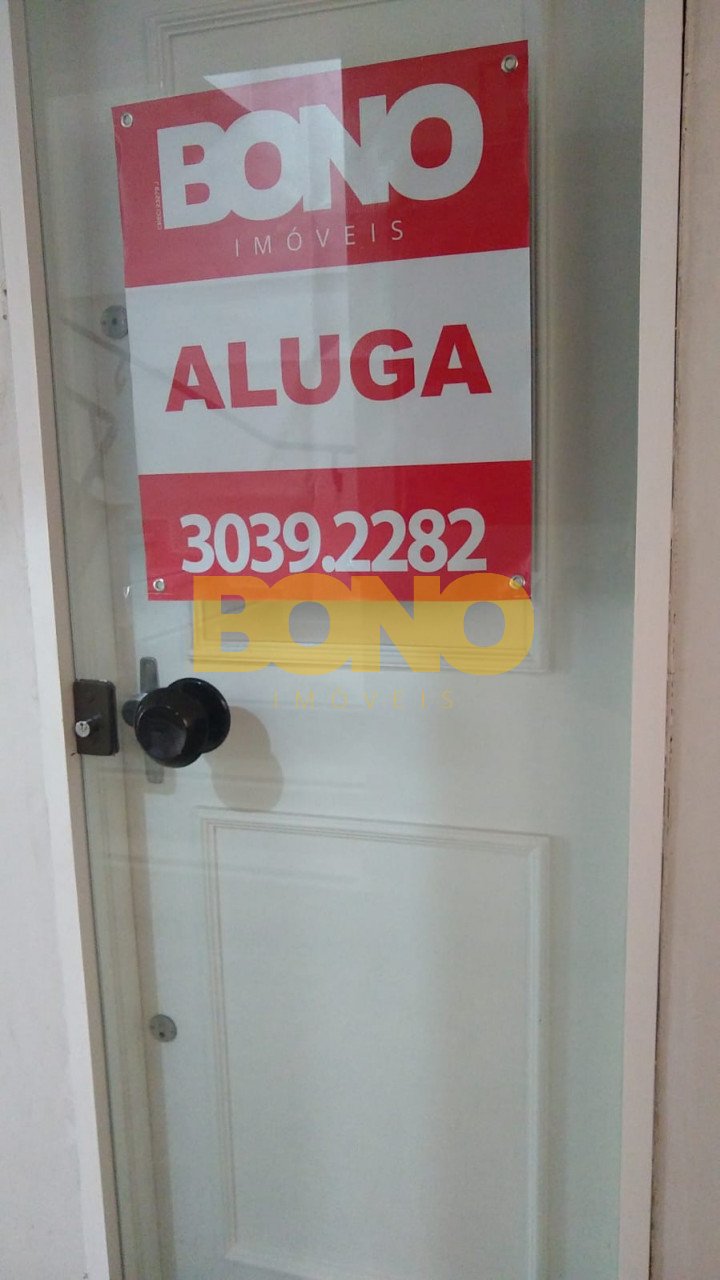 BONO
IMÓVEIS
ALUGA
3039.2282
BONO
IMÓVEIS